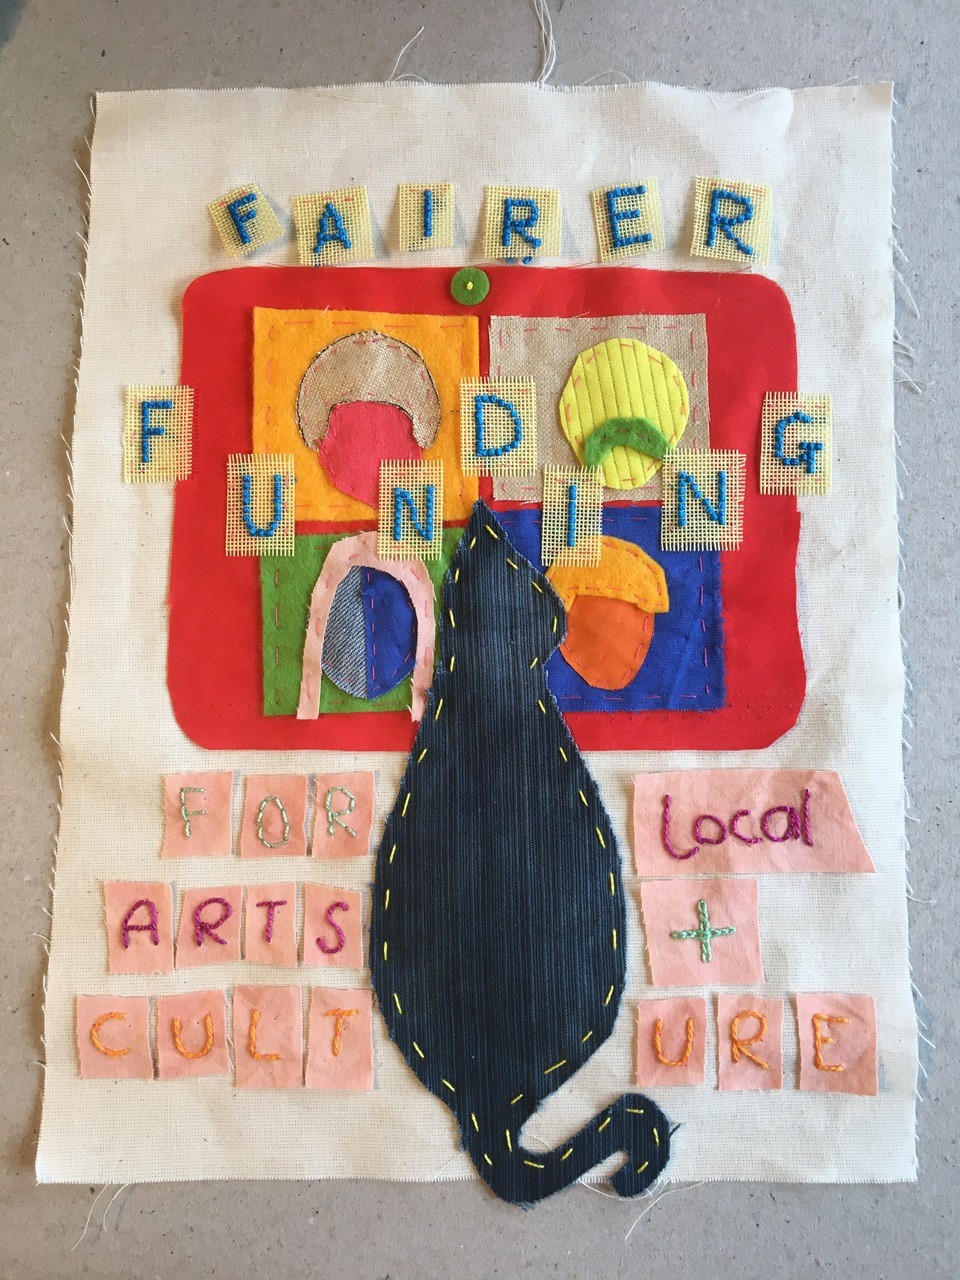 FAIRER
FUNDING
FOR Local
ARTS +
CULTURE